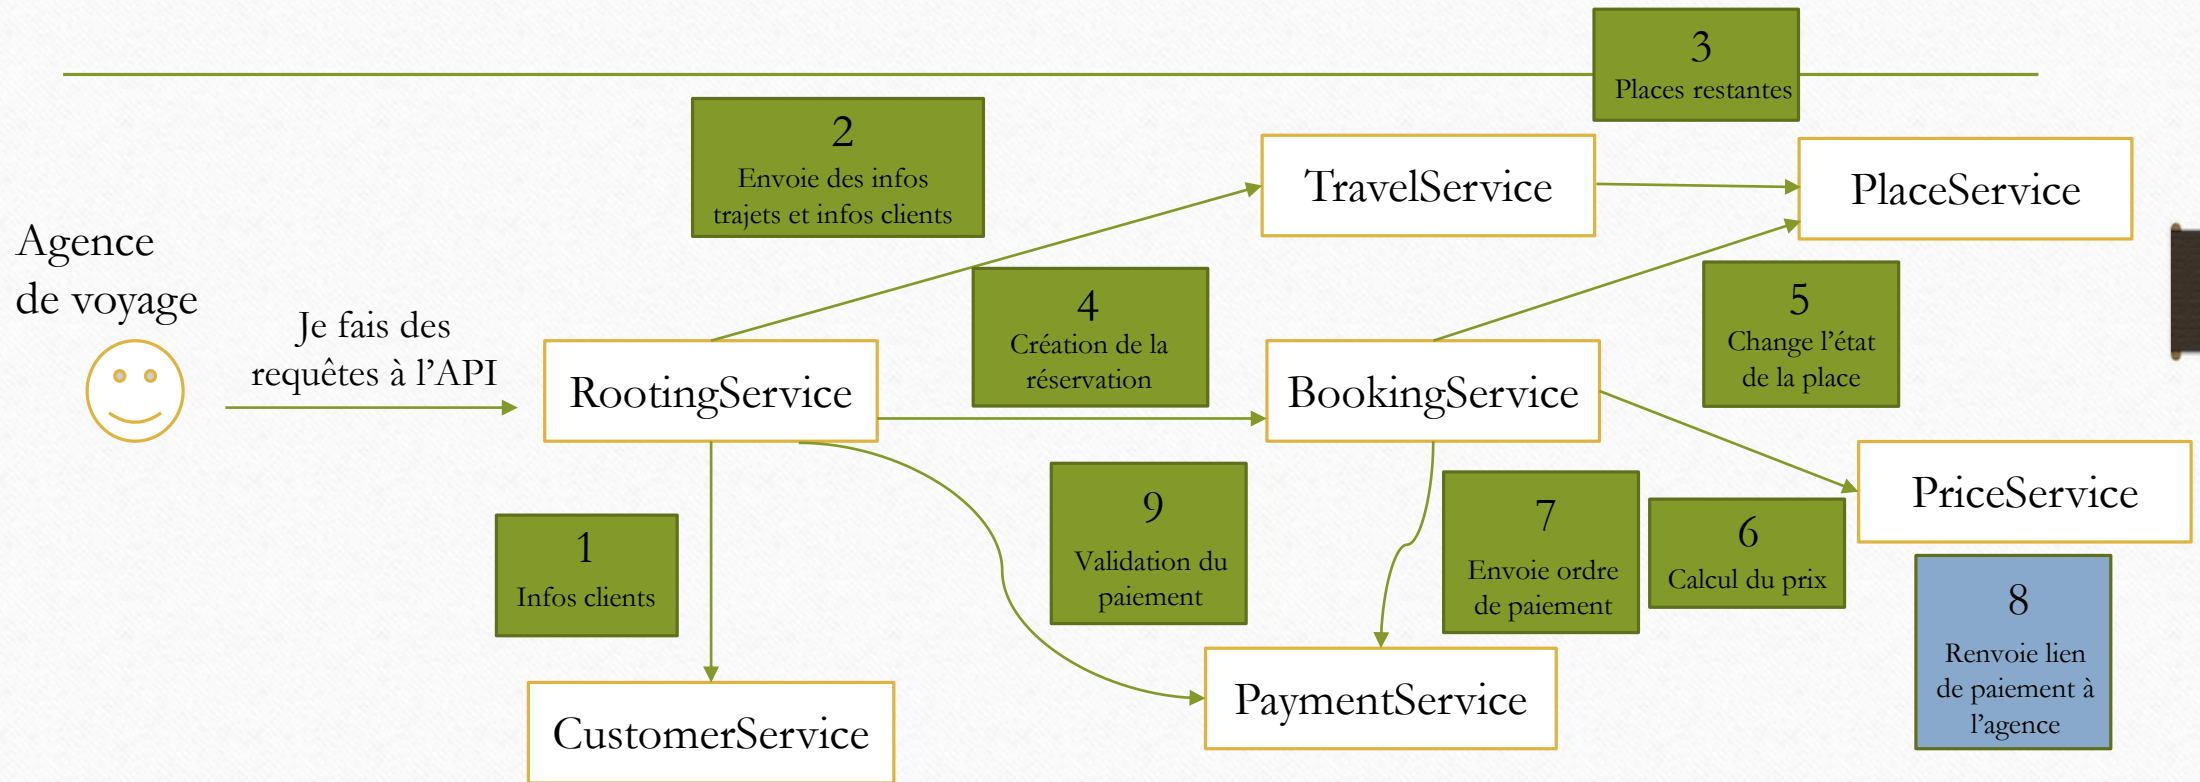 3
Places restantes
2
Envoie des infos
trajets et infos clients
TravelService
PlaceService
Agence
de voyage
Je fais des
requêtes à l’API
4
Création de la
réservation
5
Change l’état
de la place
RootingService
BookingService
PriceService
1
Infos clients
9
Validation du
paiement
7
Envoie ordre
de paiement
6
Calcul du prix
8
Renvoie lien
de paiement à
l’agence
CustomerService
PaymentService